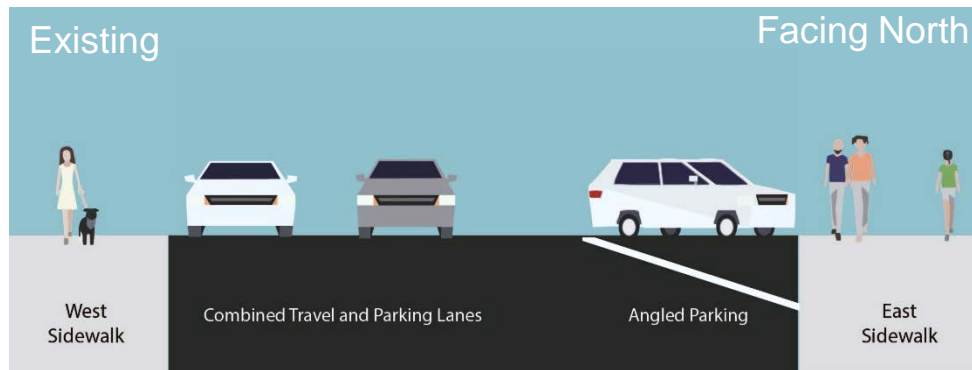 Existing
Facing North
West
Sidewalk
Combined Travel and Parking Lanes
Angled Parking
East
Sidewalk